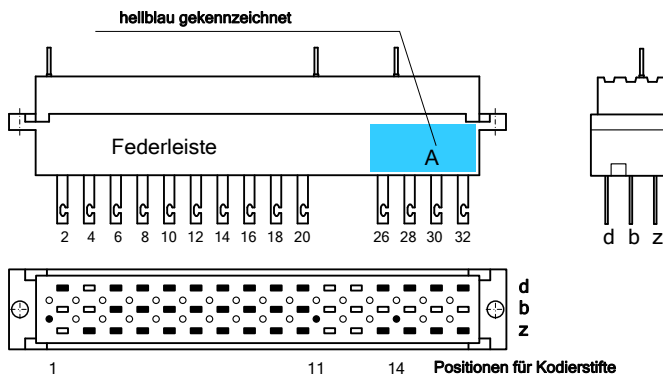 hellblau gekennzeichnet
Federleiste
A
2 4 6 8 10 12 14 16 18 20 26 28 30 32
d b z
d
b
z
1 11 14 Positionen für Kodierstifte